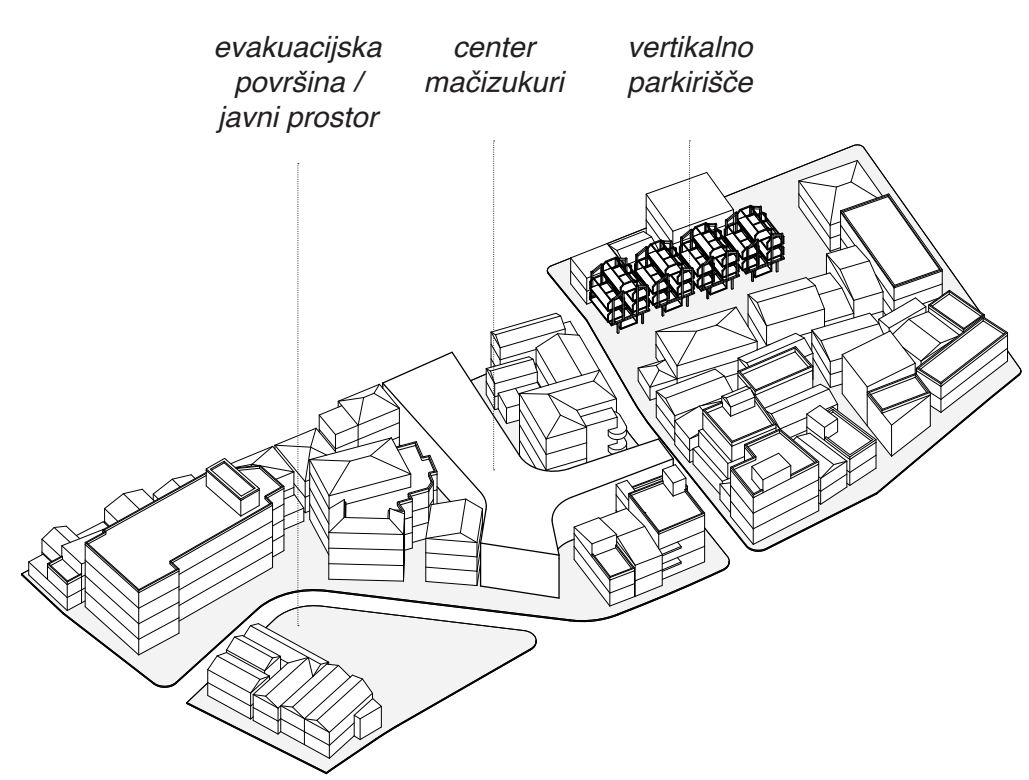 evakuacijska
površina /
javni prostor
center
mačizukuri
vertikalno
parkirišče